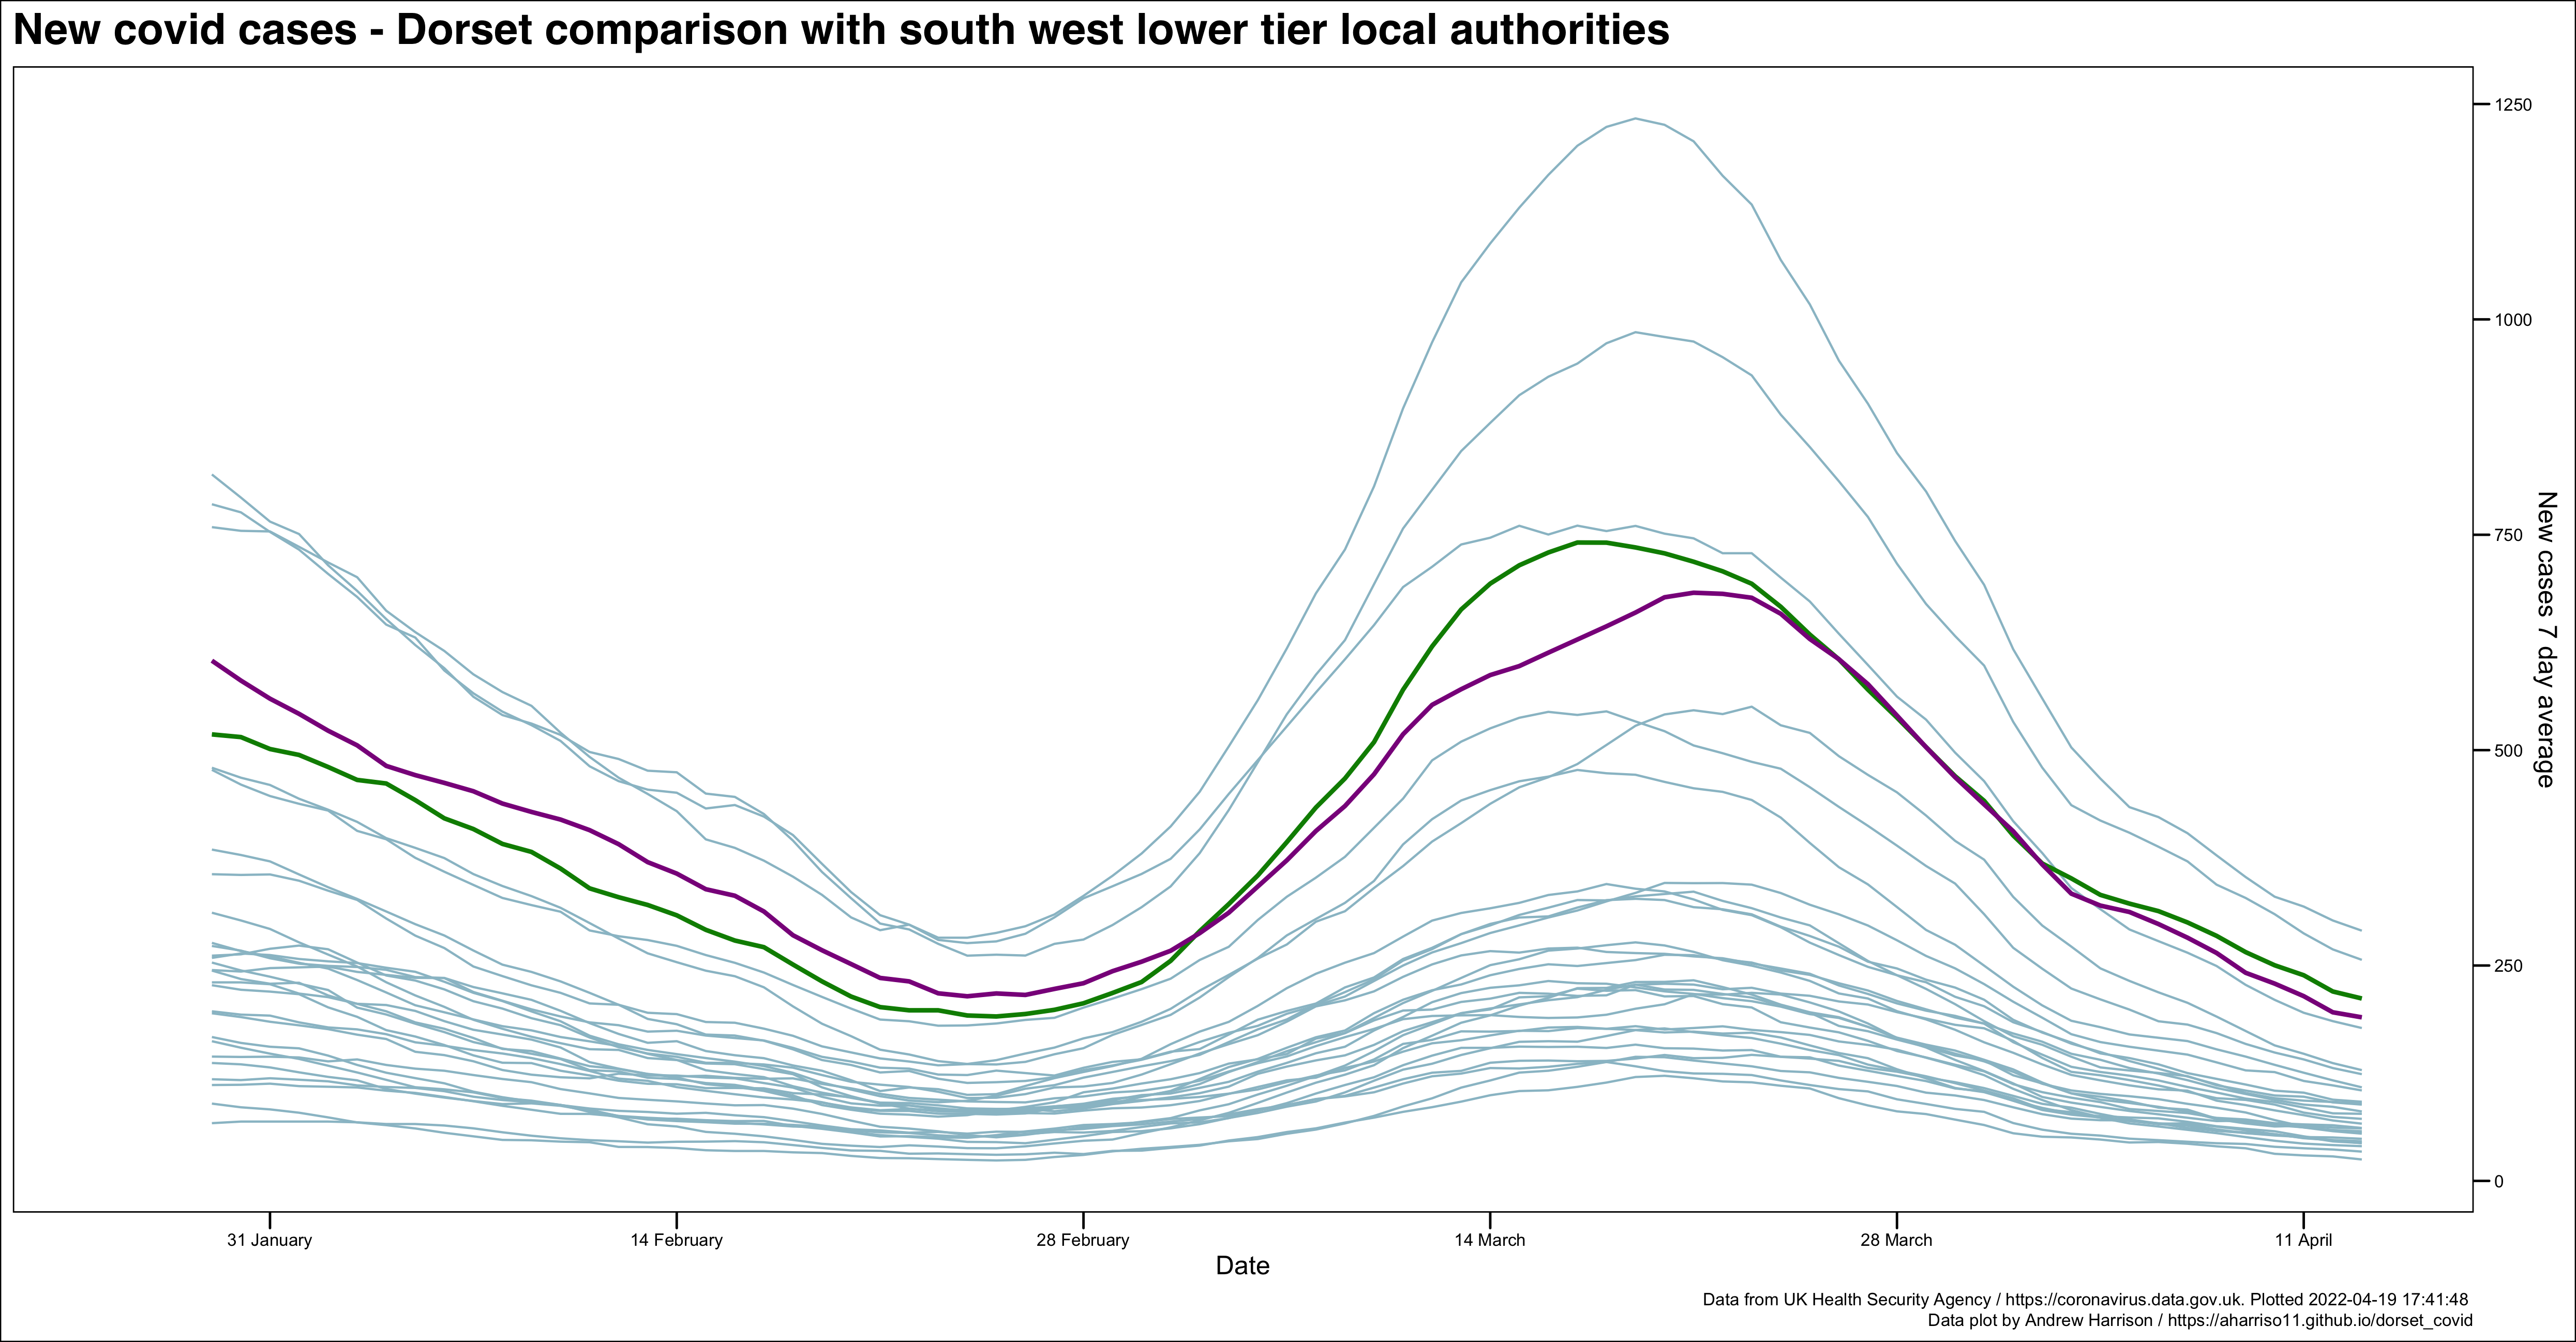 New covid cases - Dorset comparison with south west lower tier local authorities
1250
1000
750
500
250
0
New cases 7 day average
31 January
14 February
28 February
14 March
28 March
11 April
Date
Data from UK Health Security Agency / https://coronavirus.data.gov.uk. Plotted 2022-04-19 17:41:48
Data plot by Andrew Harrison / https://aharriso11.github.io/dorset_covid